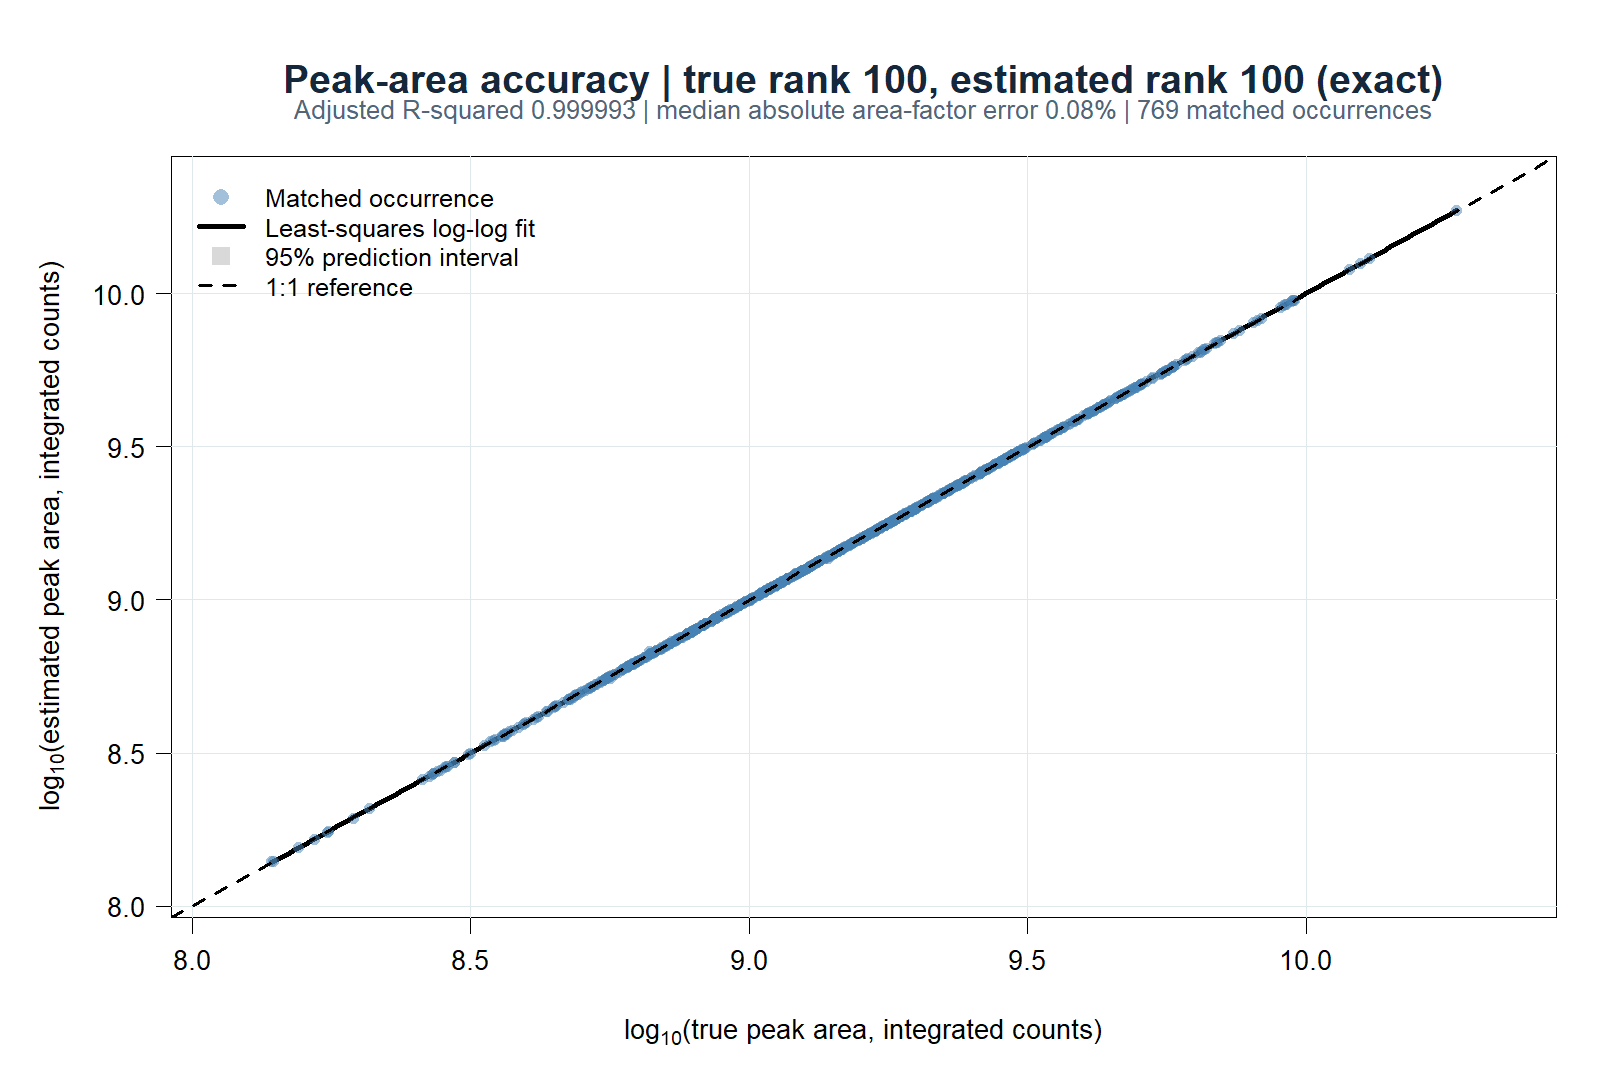 Peak-area accuracy | true rank 100, estimated rank 100 (exact)
Adjusted R-squared 0.999993 | median absolute area-factor error 0.08% | 769 matched occurrences
Matched occurrence
Least-squares log-log fit
95% prediction interval
1:1 reference
log10(estimated peak area, integrated counts)
10.0
9.5
9.0
8.5
8.0
8.0 8.5 9.0 9.5 10.0
log10(true peak area, integrated counts)